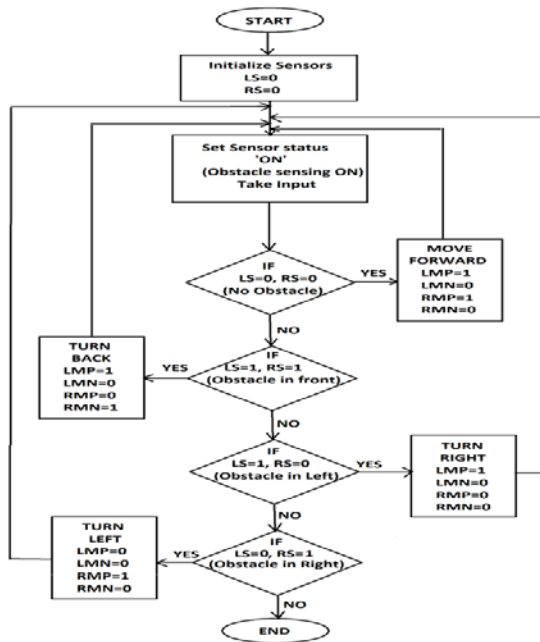 START
Initialize Sensors
LS=0
RS=0
Set Sensor status
'ON'
(Obstacle sensing ON)
Take Input
IF
LS=0, RS=0
(No Obstacle)
YES
MOVE
FORWARD
LMP=1
LMN=0
RMP=1
RMN=0
NO
IF
LS=1, RS=1
(Obstacle in front)
YES
TURN
BACK
LMP=1
LMN=0
RMP=0
RMN=1
NO
IF
LS=1, RS=0
(Obstacle in Left)
YES
TURN
RIGHT
LMP=1
LMN=0
RMP=0
RMN=0
NO
IF
LS=0, RS=1
(Obstacle in Right)
YES
TURN
LEFT
LMP=0
LMN=0
RMP=1
RMN=0
NO
END